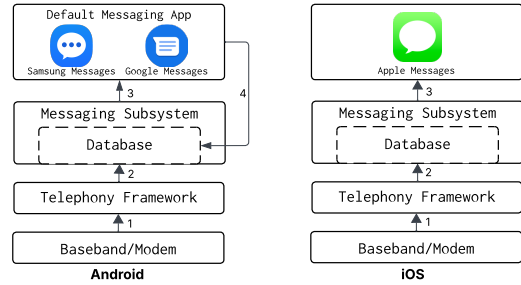 Default Messaging App
Samsung Messages
Google Messages
3
4
Messaging Subsystem
Database
2
Telephony Framework
1
Baseband/Modem
Android
Apple Messages
3
Messaging Subsystem
Database
2
Telephony Framework
1
Baseband/Modem
iOS